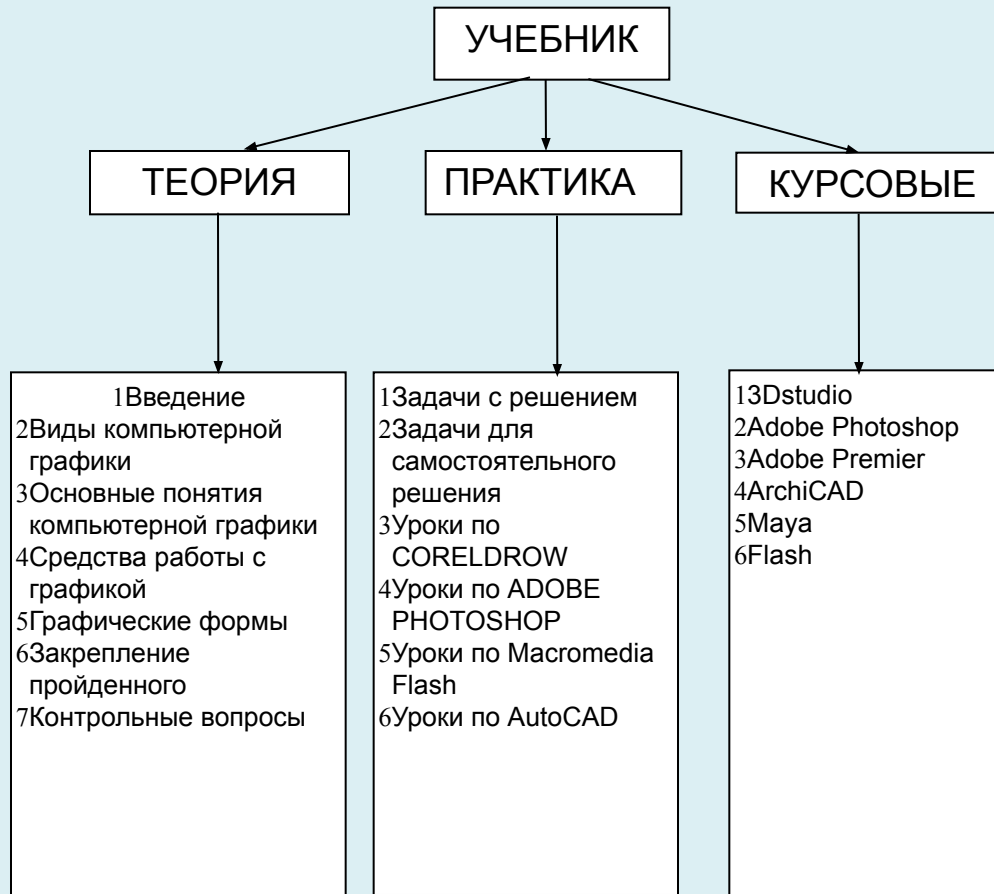 УЧЕБНИК
ТЕОРИЯ
ПРАКТИКА
КУРСОВЫЕ
1Введение
2Виды компьютерной
графики
3Основные понятия
компьютерной графики
4Средства работы с
графикой
5Графические формы
6Закрепление
пройденного
7Контрольные вопросы
1Задачи с решением
2Задачи для
самостоятельного
решения
3Уроки по
CORELDROW
4Уроки по ADOBE
PHOTOSHOP
5Уроки по Macromedia
Flash
6Уроки по AutoCAD
13Dstudio
2Adobe Photoshop
3Adobe Premier
4ArchiCAD
5Maya
6Flash